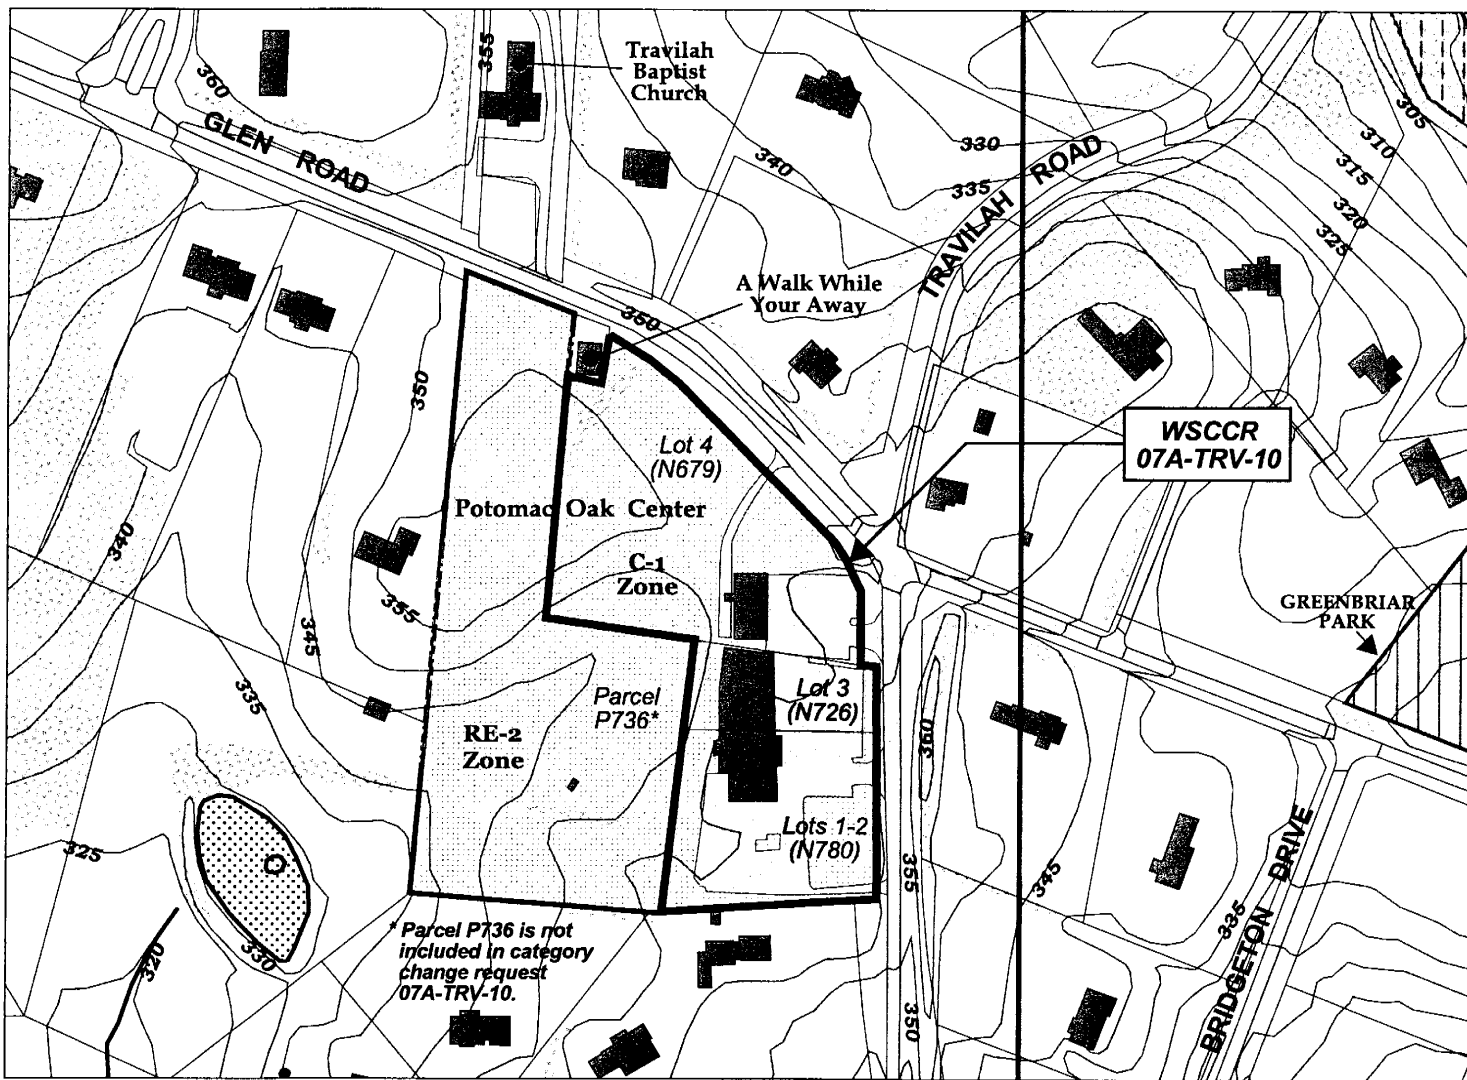 Travilah
Baptist
Church
355
360
GLEN ROAD
340
330
335
TRAVILAH ROAD
305
310
315
320
325
A Walk While
Your Away
350
350
WSCCR
07A-TRV-10
Lot 4
(N679)
Potomac Oak Center
C-1
Zone
340
355
345
335
GREENBRIAR
PARK
Parcel
P736*
Lot 3
(N726)
RE-2
Zone
360
Lots 1-2
(N780)
325
355
345
335
BRIDGETON DRIVE
* Parcel P736 is not
included in category
change request
07A-TRV-10.
330
320
350